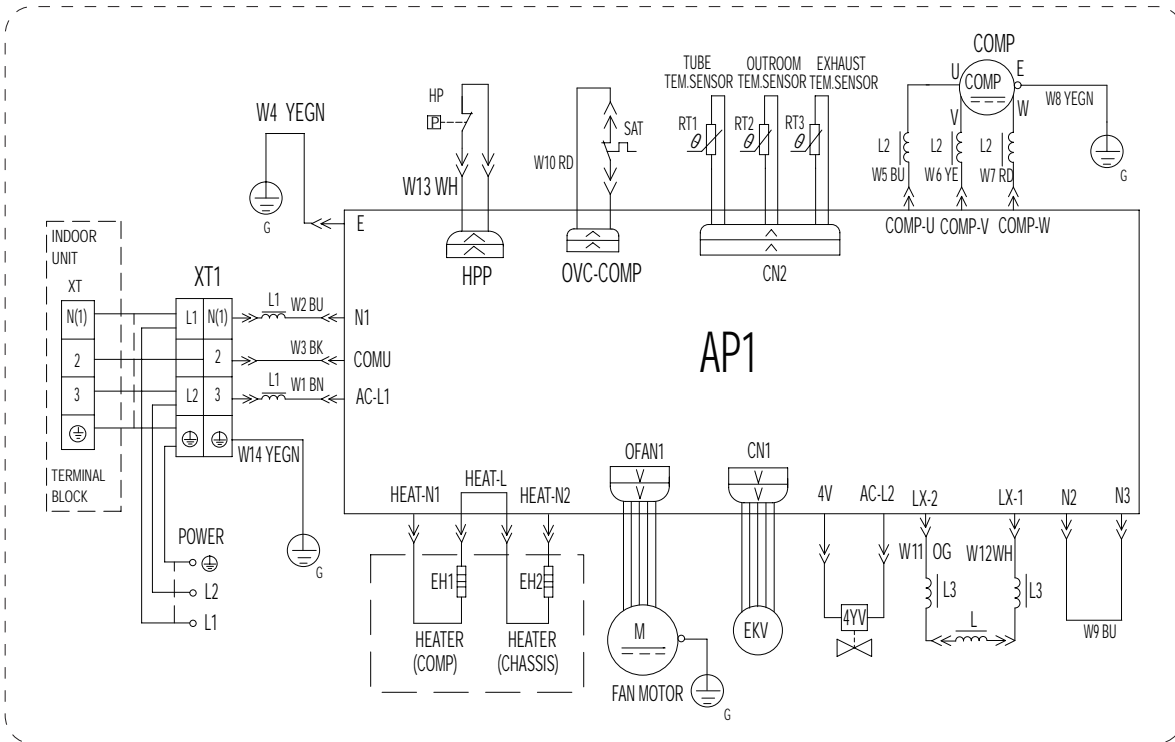 TUBE
TEM.SENSOR
OUTROOM
TEM.SENSOR
EXHAUST
TEM.SENSOR
COMP
U
COMP
E
V
W
W8 YEGN
G
HP
P
W13 WH
W10 RD
SAT
RT1
θ
RT2
θ
RT3
θ
L2
W5 BU
L2
W6 YE
L2
W7 RD
W4 YEGN
G
E
HPP
OVC-COMP
CN2
COMP-U
COMP-V
COMP-W
INDOOR
UNIT
XT
N(1)
2
3
TERMINAL
BLOCK
XT1
L1
N(1)
2
L2
3
L1
W2 BU
N1
W3 BK
COMU
L1
W1 BN
AC-L1
W14 YEGN
G
AP1
POWER
L2
L1
HEAT-N1
HEAT-L
HEAT-N2
EH1
EH2
HEATER
(COMP)
HEATER
(CHASSIS)
OFAN1
M
FAN MOTOR
G
CN1
EKV
4V
AC-L2
4YV
LX-2
LX-1
W11 OG
W12WH
L3
L3
L
N2
N3
W9 BU